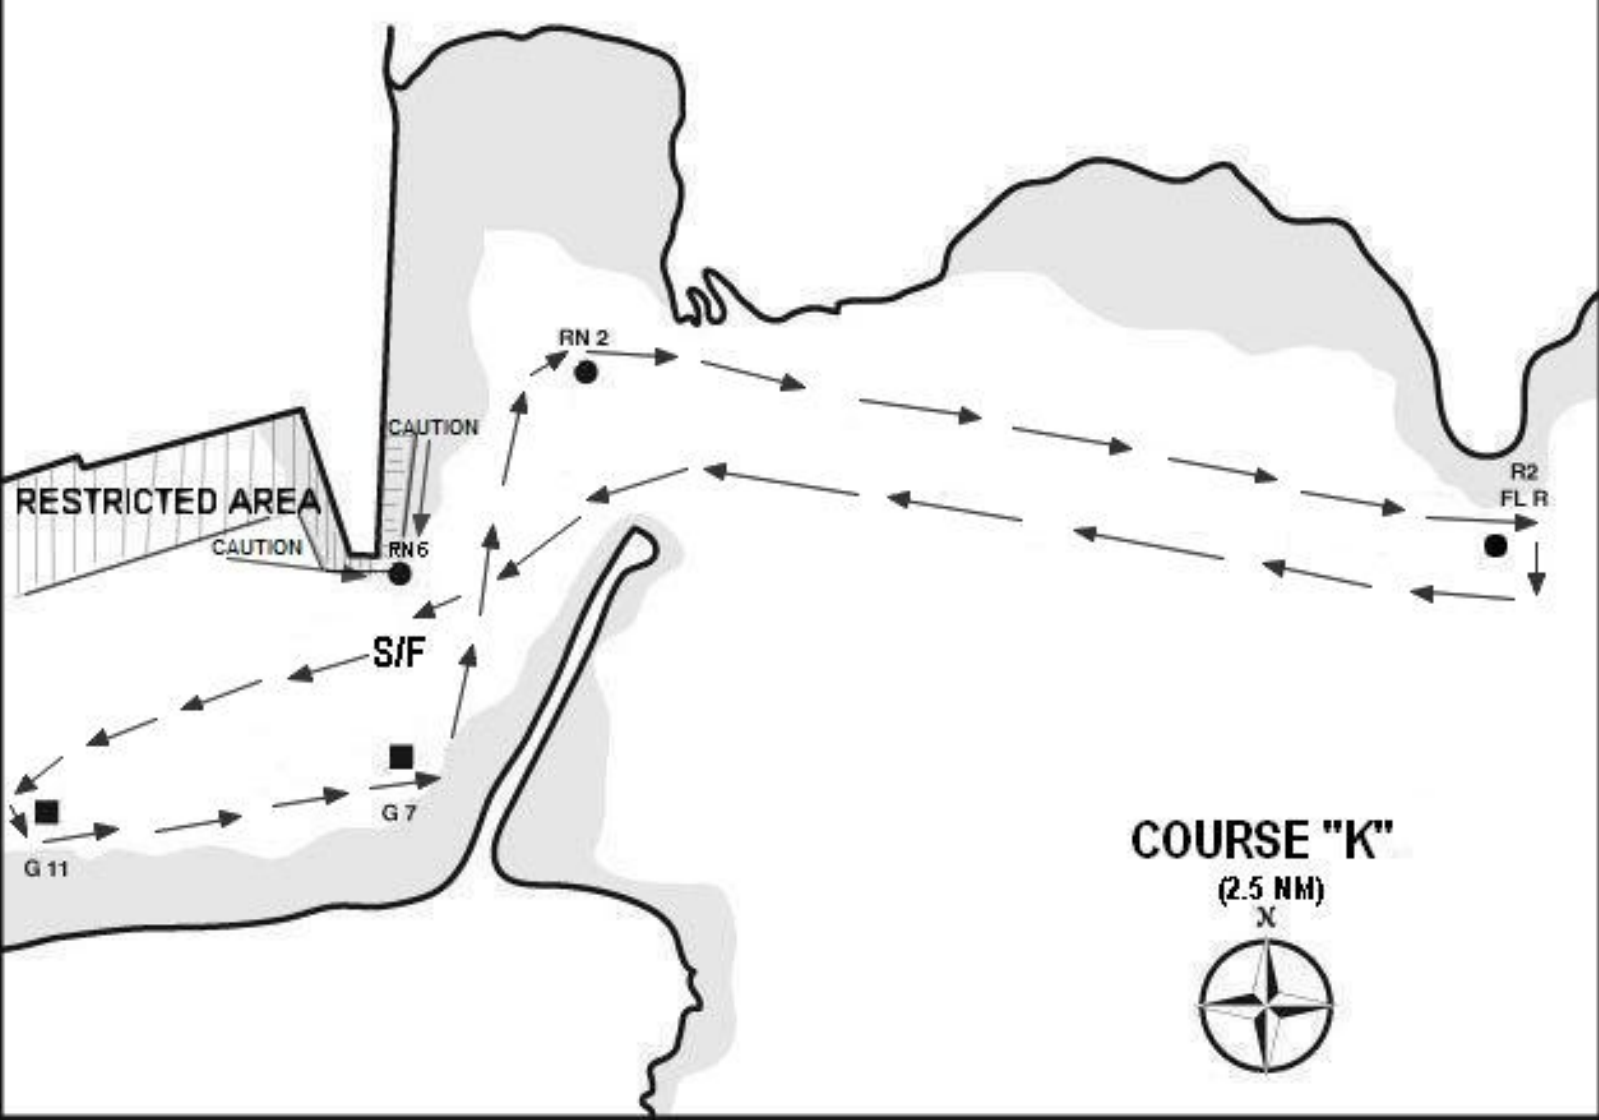 RN 2
CAUTION
R2
FL R
RESTRICTED AREA
CAUTION
RN6
S/F
G 7
G 11
COURSE "K"
(2.5 NM)
N